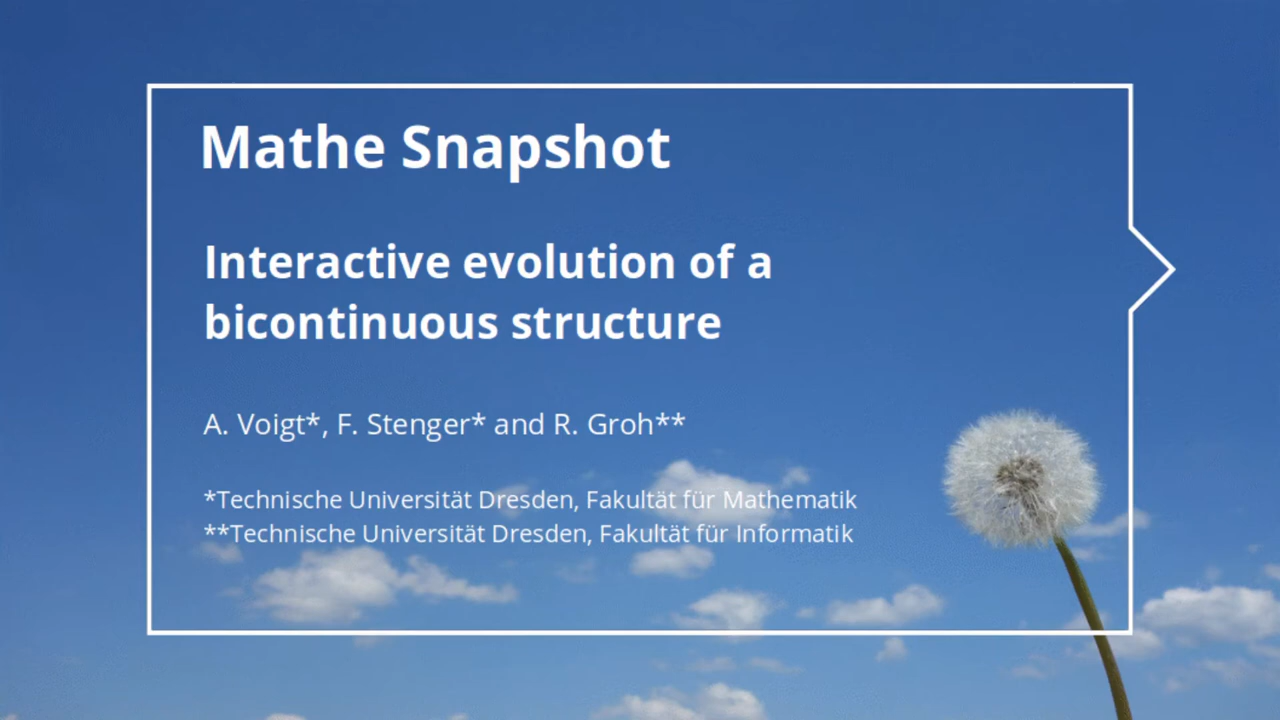 Mathe Snapshot
Interactive evolution of a
bicontinuous structure
A. Voigt*, F. Stenger* and R. Groh**
*Technische Universität Dresden, Fakultät für Mathematik
**Technische Universität Dresden, Fakultät für Informatik